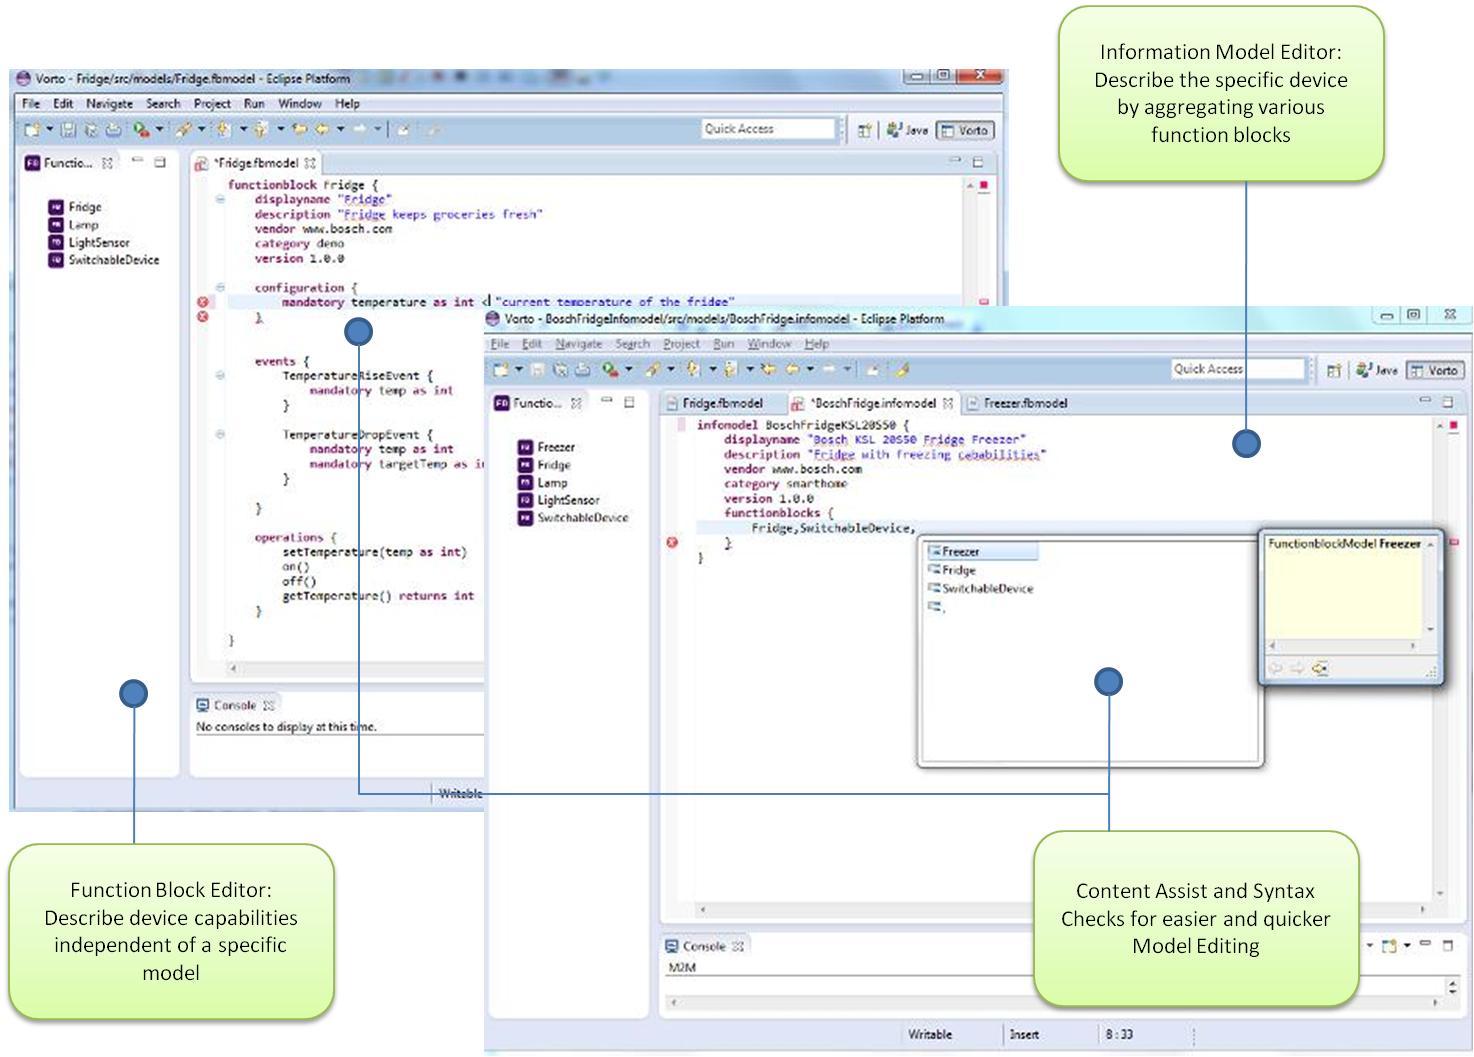 Information Model Editor:
Describe the specific device
by aggregating various
function blocks
Vorto - Fridge/src/models/Fridge.fbmodel - Eclipse Platform
File Edit Navigate Search Project Run Window Help
Quick Access
Java
Vorto
Functio...
*Fridge.fbmodel
Fridge
Lamp
LightSensor
SwitchableDevice
functionblock Fridge {
displayname "Fridge"
description "Fridge keeps groceries fresh"
vendor www.bosch.com
category demo
version 1.0.0
configuration {
mandatory temperature as int < "current temperature of the fridge"
}
events {
TemperatureRiseEvent {
mandatory temp as int
}
TemperatureDropEvent {
mandatory temp as int
mandatory targetTemp as in
}
}
operations {
setTemperature(temp as int)
on()
off()
getTemperature() returns int
}
}
Console
No consoles to display at this time.
Writable
Vorto - BoschFridgeInfomodel/src/models/BoschFridge.infomodel - Eclipse Platform
File Edit Navigate Search Project Run Window Help
Quick Access
Java
Vorto
Functio...
Fridge.fbmodel
*BoschFridge.infomodel
Freezer.fbmodel
Freezer
Fridge
Lamp
LightSensor
SwitchableDevice
infomodel BoschFridgeKSL20S50 {
displayname "Bosch KSL 20S50 Fridge Freezer"
description "Fridge with freezing cababilities"
vendor www.bosch.com
category smarthome
version 1.0.0
functionblocks {
Fridge,SwitchableDevice,
}
}
Freezer
Fridge
SwitchableDevice
,
FunctionblockModel Freezer
Console
M2M
Writable
Insert
8 : 33
Function Block Editor:
Describe device capabilities
independent of a specific
model
Content Assist and Syntax
Checks for easier and quicker
Model Editing